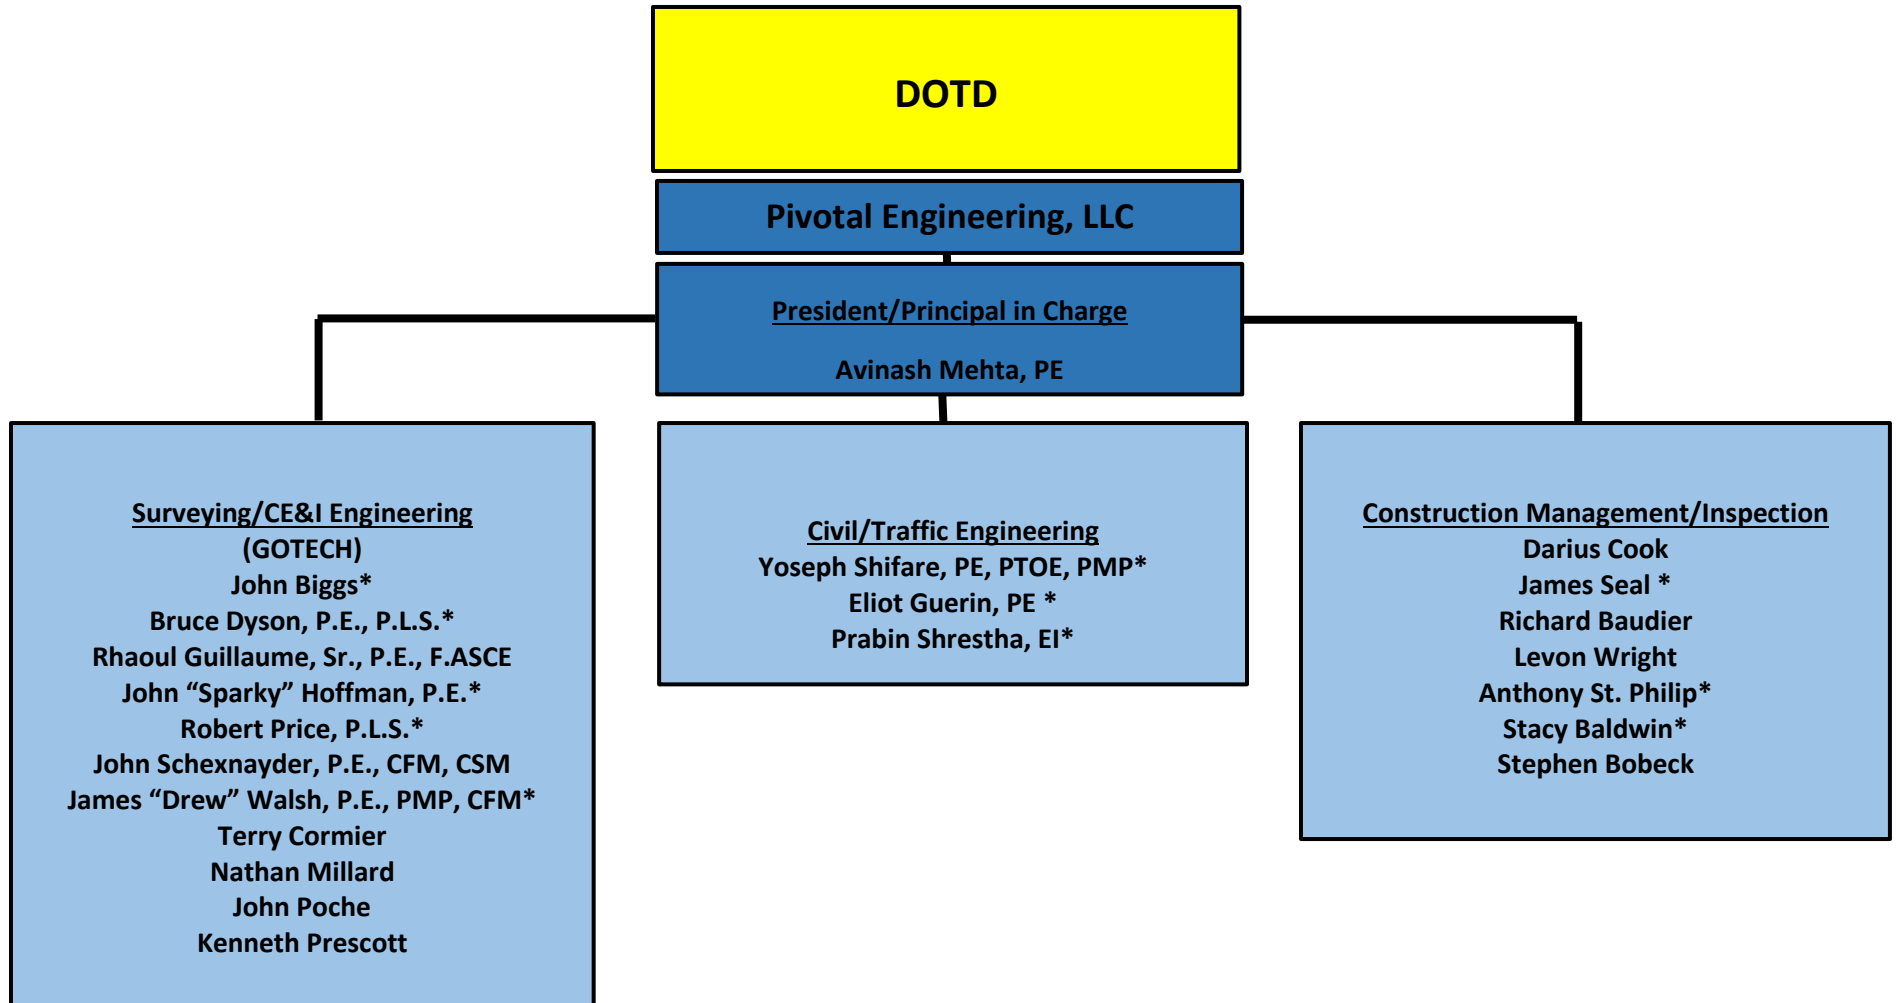 DOTD
Pivotal Engineering, LLC
President/Principal in Charge
Avinash Mehta, PE
Surveying/CE&I Engineering
(GOTECH)
John Biggs*
Bruce Dyson, P.E., P.L.S.*
Rhaoul Guillaume, Sr., P.E., F.ASCE
John “Sparky” Hoffman, P.E.*
Robert Price, P.L.S.*
John Schexnayder, P.E., CFM, CSM
James “Drew” Walsh, P.E., PMP, CFM*
Terry Cormier
Nathan Millard
John Poche
Kenneth Prescott
Civil/Traffic Engineering
Yoseph Shifare, PE, PTOE, PMP*
Eliot Guerin, PE *
Prabin Shrestha, EI*
Construction Management/Inspection
Darius Cook
James Seal *
Richard Baudier
Levon Wright
Anthony St. Philip*
Stacy Baldwin*
Stephen Bobeck